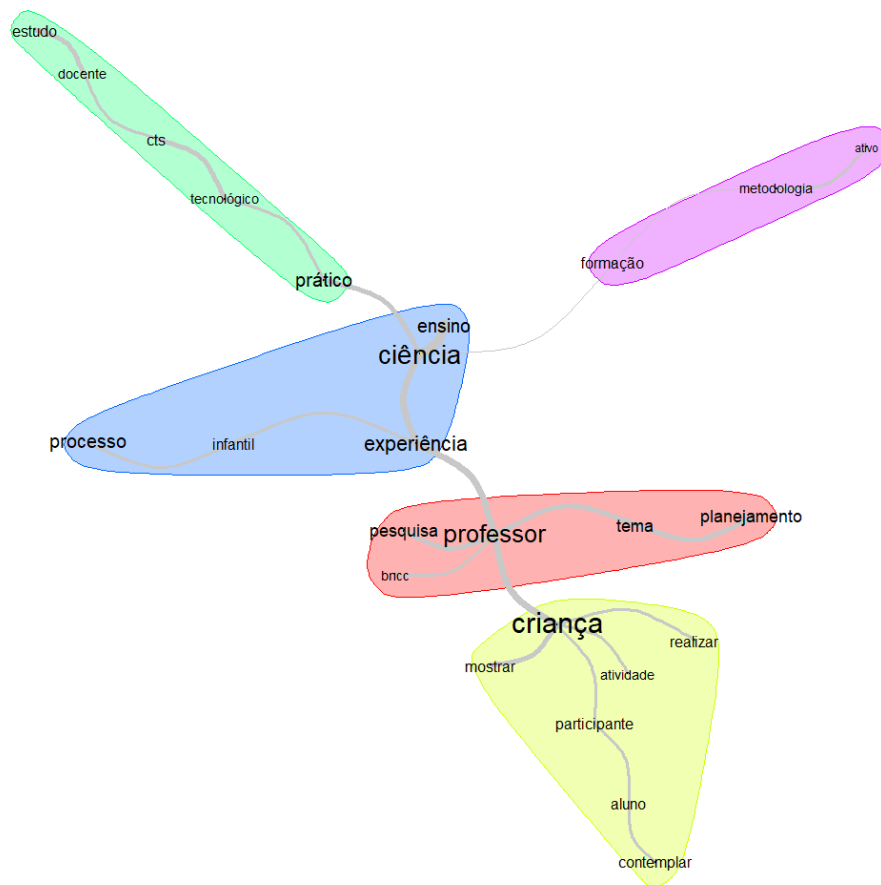 estudo
docente
cts
tecnológico
prático
ativo
metodologia
formação
ensino
ciência
processo
infantil
experiência
pesquisa
professor
tema
planejamento
bncc
criança
mostrar
realizar
atividade
participante
aluno
contemplar